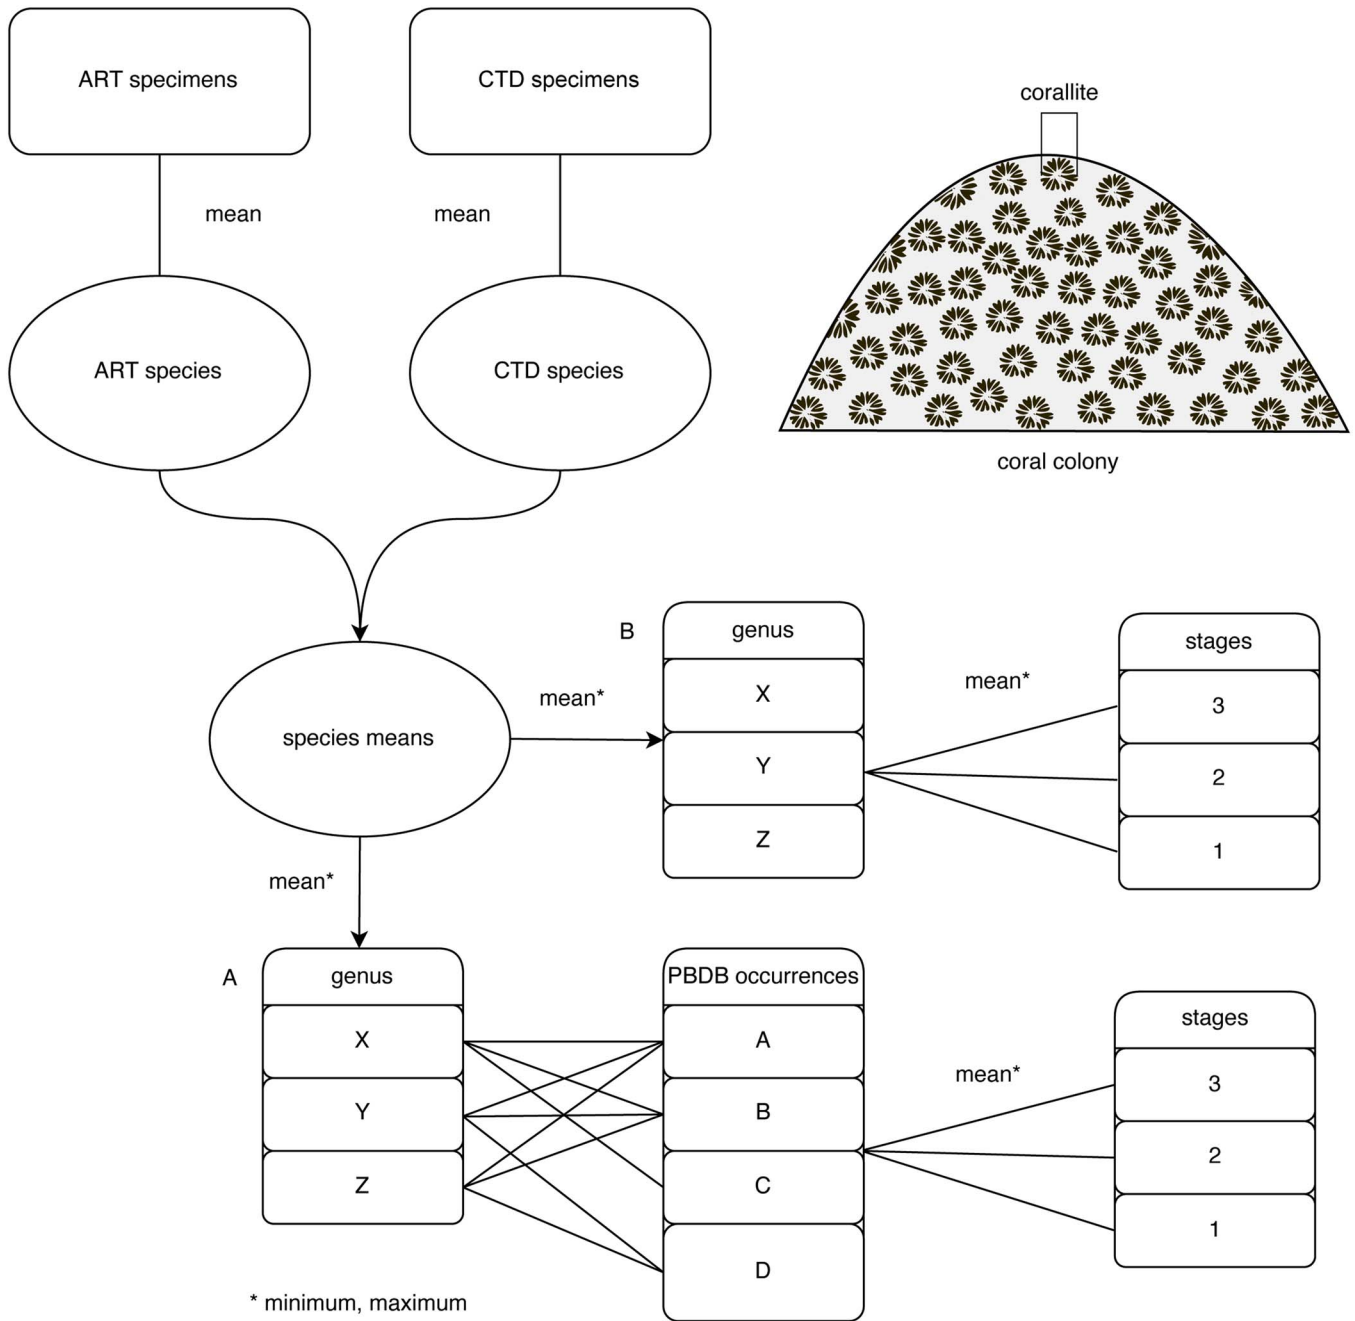 ART specimens
CTD specimens
corallite
mean
mean
ART species
CTD species
coral colony
B
genus
X
Y
Z
mean*
mean*
stages
3
2
1
species means
mean*
A
genus
X
Y
Z
PBDB occurrences
A
B
C
D
mean*
stages
3
2
1
* minimum, maximum